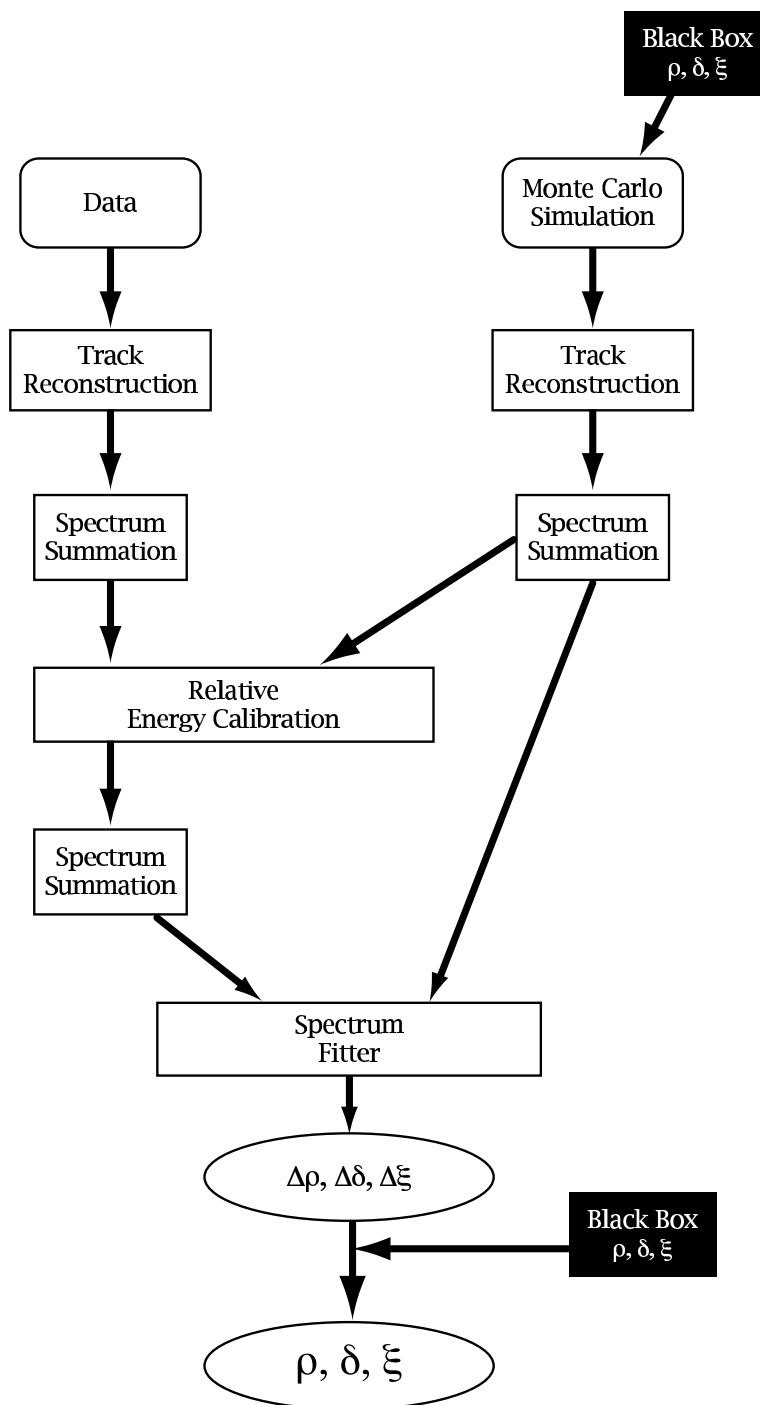 Black Box
ρ, δ, ξ
Data
Monte Carlo
Simulation
Track
Reconstruction
Track
Reconstruction
Spectrum
Summation
Spectrum
Summation
Relative
Energy Calibration
Spectrum
Summation
Spectrum
Fitter
Δρ, Δδ, Δξ
Black Box
ρ, δ, ξ
ρ, δ, ξ